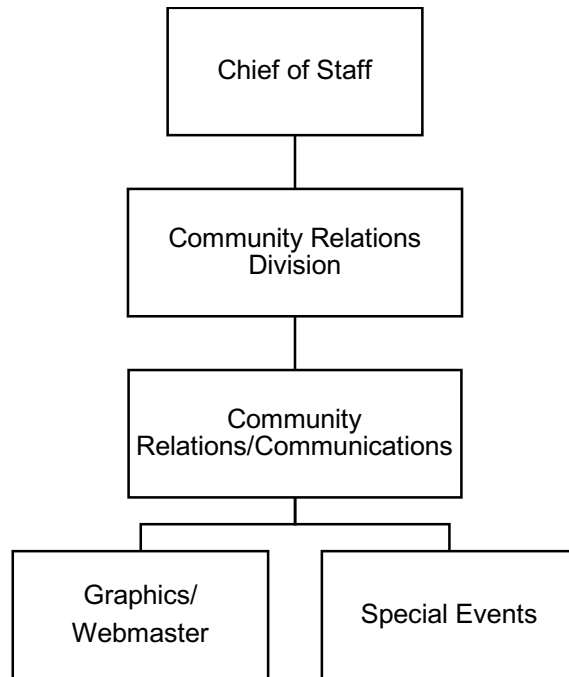 Chief of Staff
Community Relations
Division
Community
Relations/Communications
Graphics/
Webmaster
Special Events